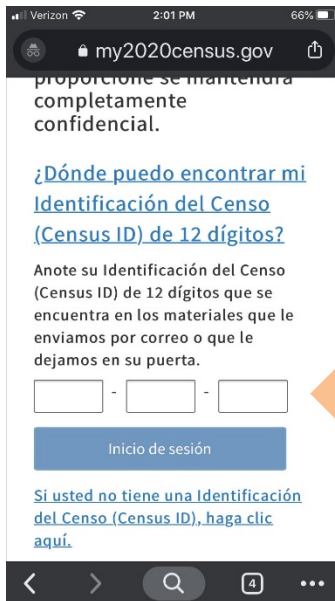 Verizon 2:01 PM 66%
my2020census.gov
proporcione se mantendrá
completamente
confidencial.
¿Dónde puedo encontrar mi
Identificación del Censo
(Census ID) de 12 dígitos?
Anote su Identificación del Censo
(Census ID) de 12 dígitos que se
encuentra en los materiales que le
enviamos por correo o que le
dejamos en su puerta.
- -
Inicio de sesión
Si usted no tiene una Identificación
del Censo (Census ID), haga clic
aquí.
4